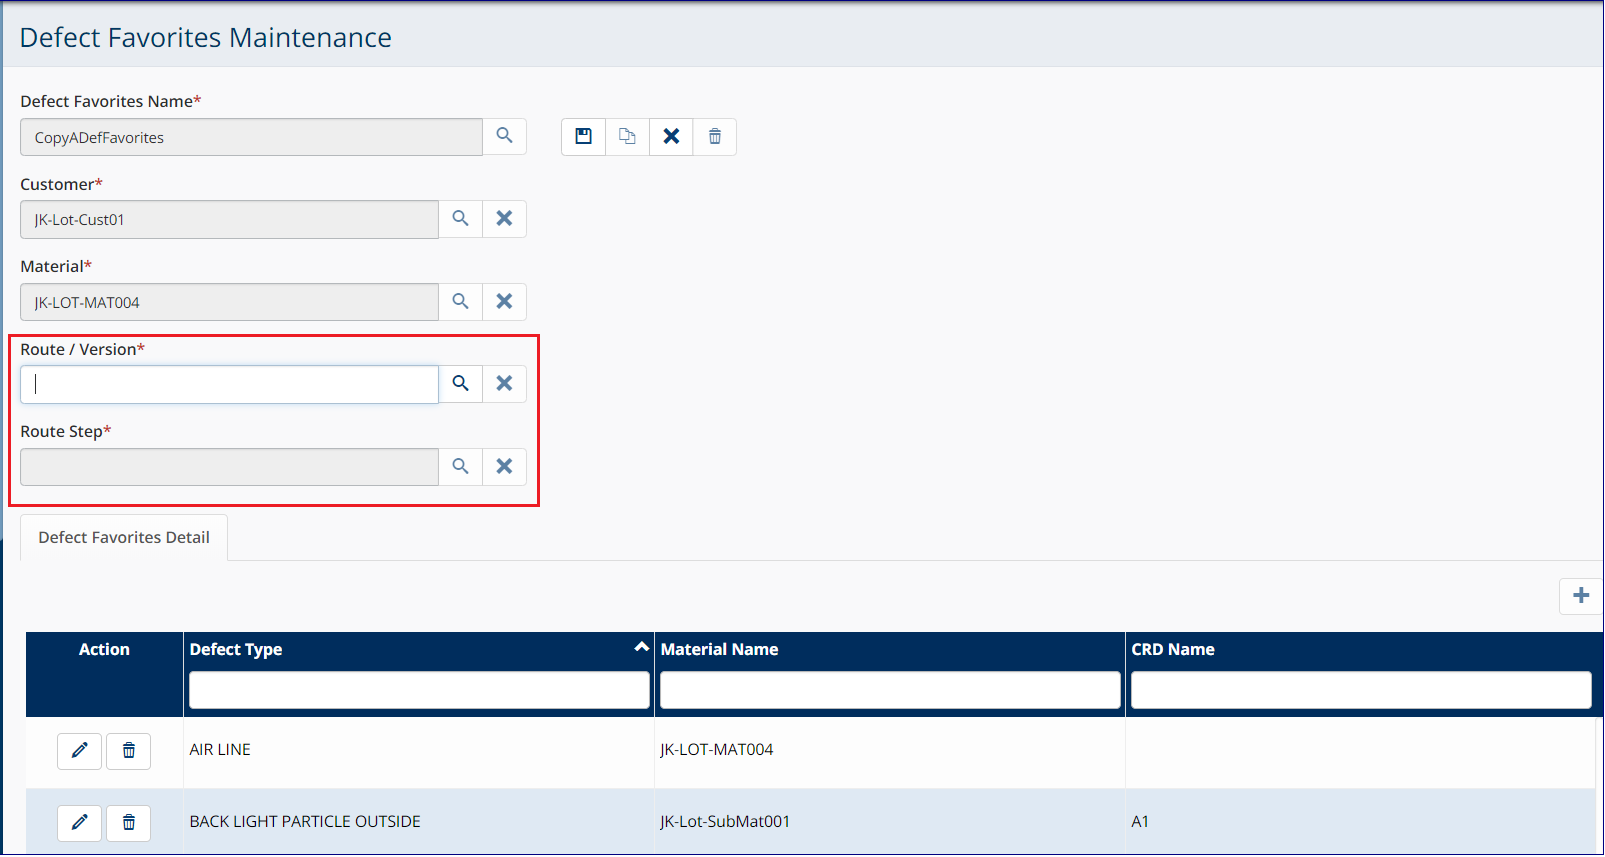 Defect Favorites Maintenance
Defect Favorites Name*
CopyADefFavorites
Customer*
JK-Lot-Cust01
Material*
JK-LOT-MAT004
Route / Version*
Route Step*
Defect Favorites Detail
Action Defect Type Material Name CRD Name
AIR LINE JK-LOT-MAT004
BACK LIGHT PARTICLE OUTSIDE JK-Lot-SubMat001 A1